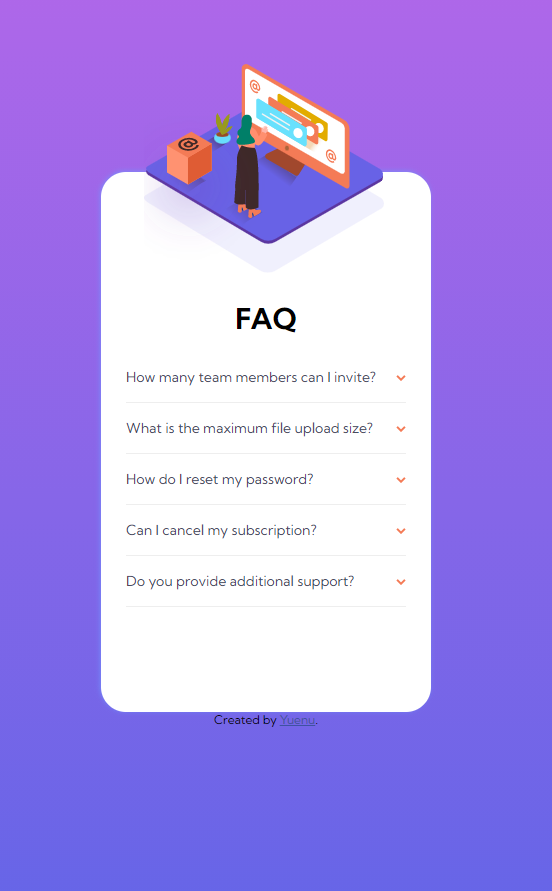 FAQ
How many team members can I invite?
What is the maximum file upload size?
How do I reset my password?
Can I cancel my subscription?
Do you provide additional support?
Created by Yuenu.